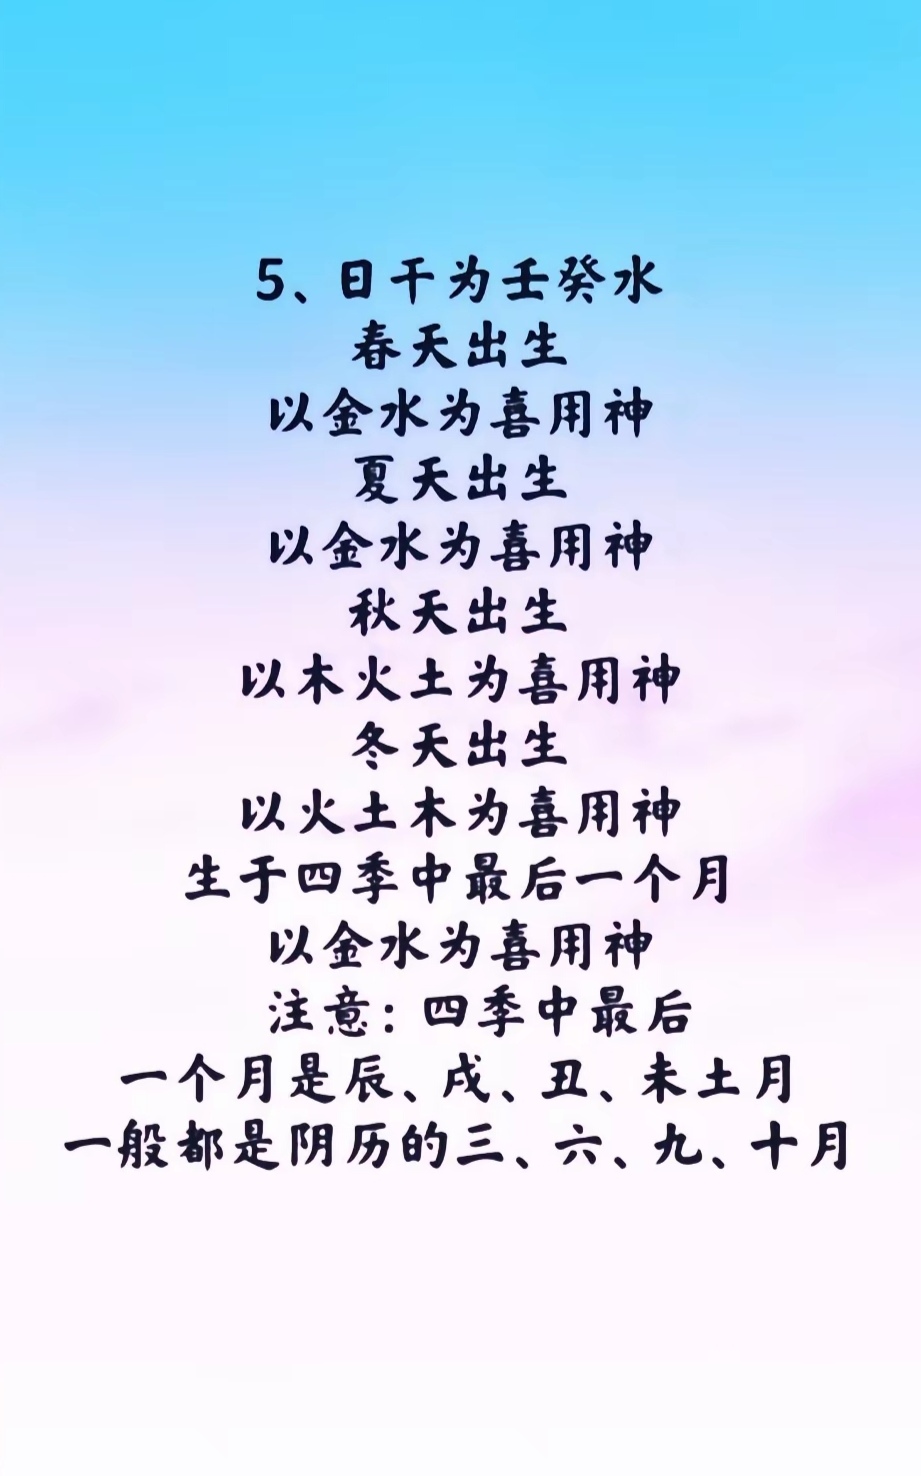 5、日干为壬癸水
春天出生
以金水为喜用神
夏天出生
以金水为喜用神
秋天出生
以木火土为喜用神
冬天出生
以火土木为喜用神
生于四季中最后一个月
以金水为喜用神
注意：四季中最后
一个月是辰、戌、丑、未土月
一般都是阴历的三、六、九、十月